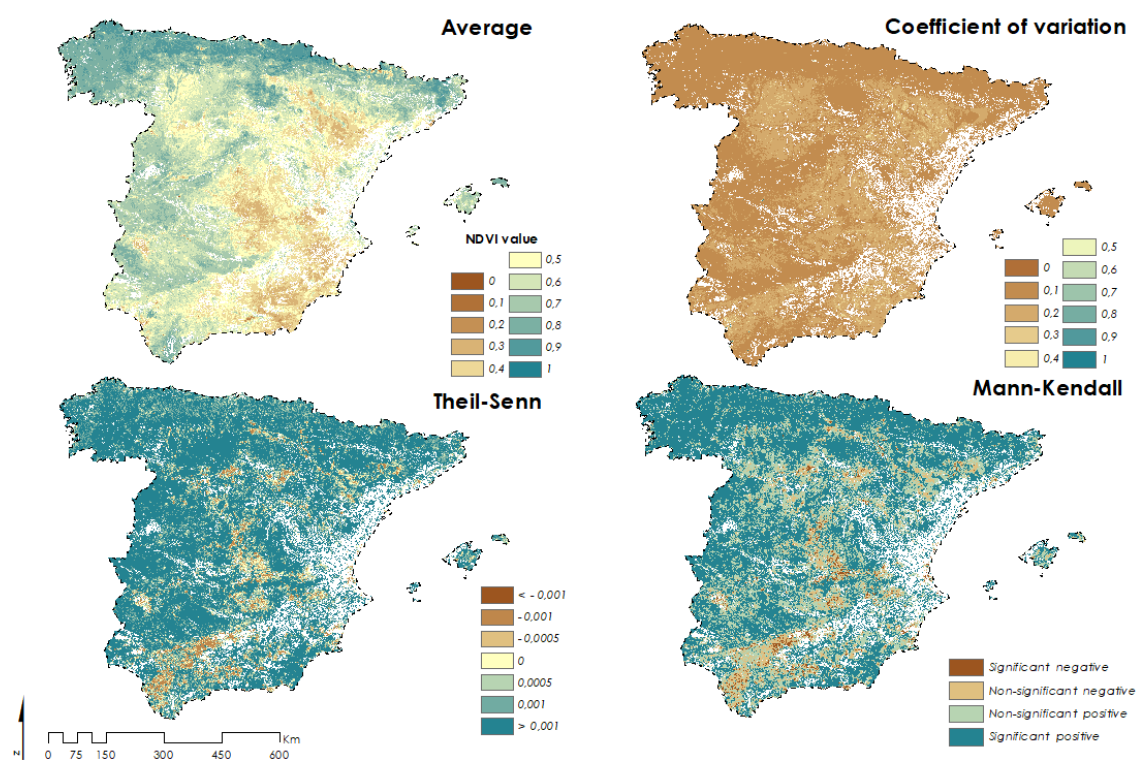 Average
Coefficient of variation
NDVI value
0
0,1
0,2
0,3
0,4
0,5
0,6
0,7
0,8
0,9
1
0
0,1
0,2
0,3
0,4
0,5
0,6
0,7
0,8
0,9
1
Theil-Senn
Mann-Kendall
< - 0,001
- 0,001
- 0,0005
0
0,0005
0,001
> 0,001
Significant negative
Non-significant negative
Non-significant positive
Significant positive
N
Km
0 75 150 300 450 600